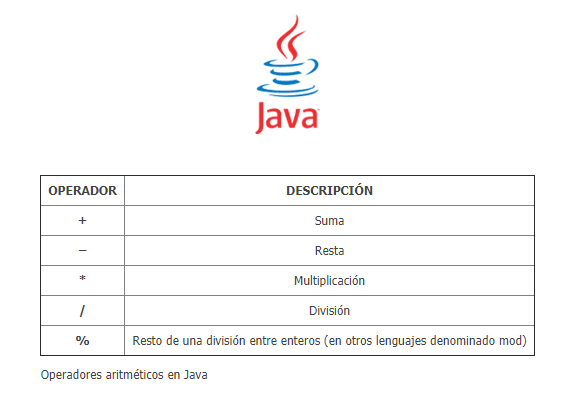 Java
OPERADOR DESCRIPCIÓN
+ Suma
– Resta
* Multiplicación
/ División
% Resto de una división entre enteros (en otros lenguajes denominado mod)
Operadores aritméticos en Java